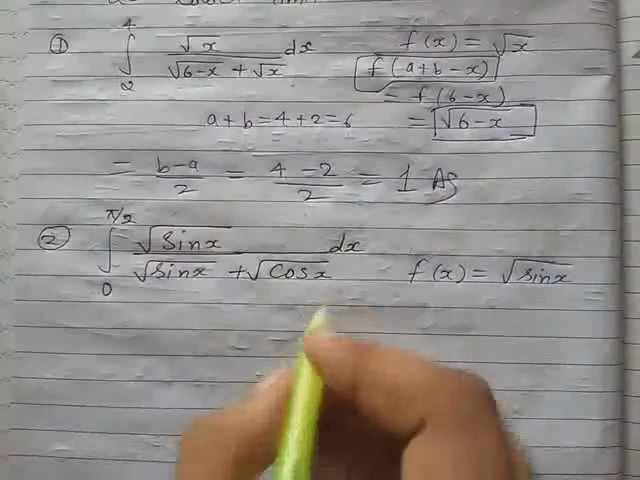 ① ∫₂⁴ √x / (√(6-x) + √x) dx f(x) = √x
f(a+b-x)
= f(6-x)
a+b = 4+2 = 6 = √(6-x)
= (b-a)/2 = (4-2)/2 = 1 As
② ∫₀^(π/2) √(sinx) / (√(sinx) + √(cosx)) dx f(x) = √(sinx)